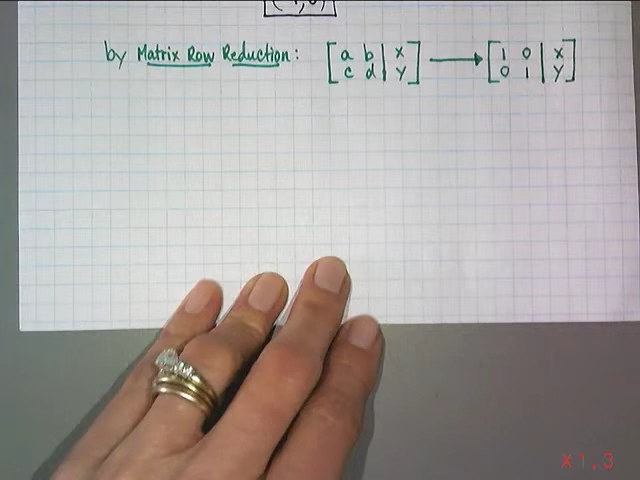 by Matrix Row Reduction: [a b | x] → [1 0 | x]
[c d | y] [0 1 | y]
X1.3